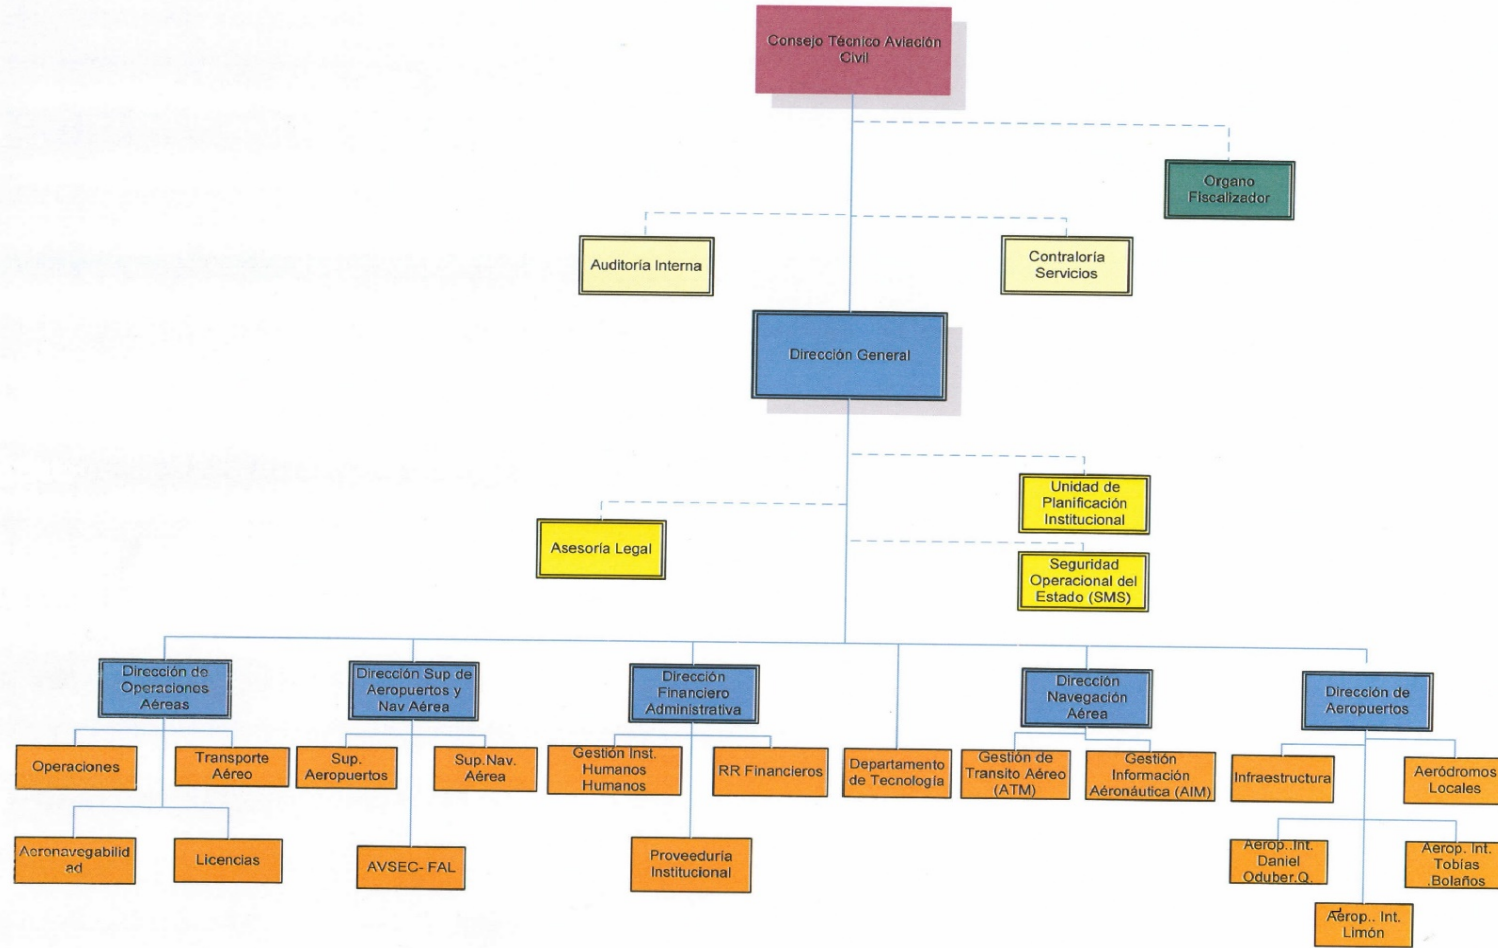 Consejo Técnico Aviación
Civil
Organo
Fiscalizador
Auditoría Interna
Contraloría
Servicios
Dirección General
Unidad de
Planificación
Institucional
Asesoría Legal
Seguridad
Operacional del
Estado (SMS)
Dirección de
Operaciones
Aéreas
Dirección Sup de
Aeropuertos y
Nav Aérea
Dirección
Financiero
Administrativa
Dirección
Navegación
Aérea
Dirección de
Aeropuertos
Operaciones
Transporte
Aéreo
Sup.
Aeropuertos
Sup.Nav.
Aérea
Gestión Inst.
Humanos
Humanos
RR Financieros
Departamento
de Tecnología
Gestión de
Transito Aéreo
(ATM)
Gestión
Información
Aéronáutica (AIM)
Infraestructura
Aeródromos
Locales
Aeronavegabilid
ad
Licencias
AVSEC- FAL
Proveeduría
Institucional
Aerop..Int.
Daniel
Oduber.Q.
Aerop. Int.
Tobías
.Bolaños
Aerop.. Int.
Limón